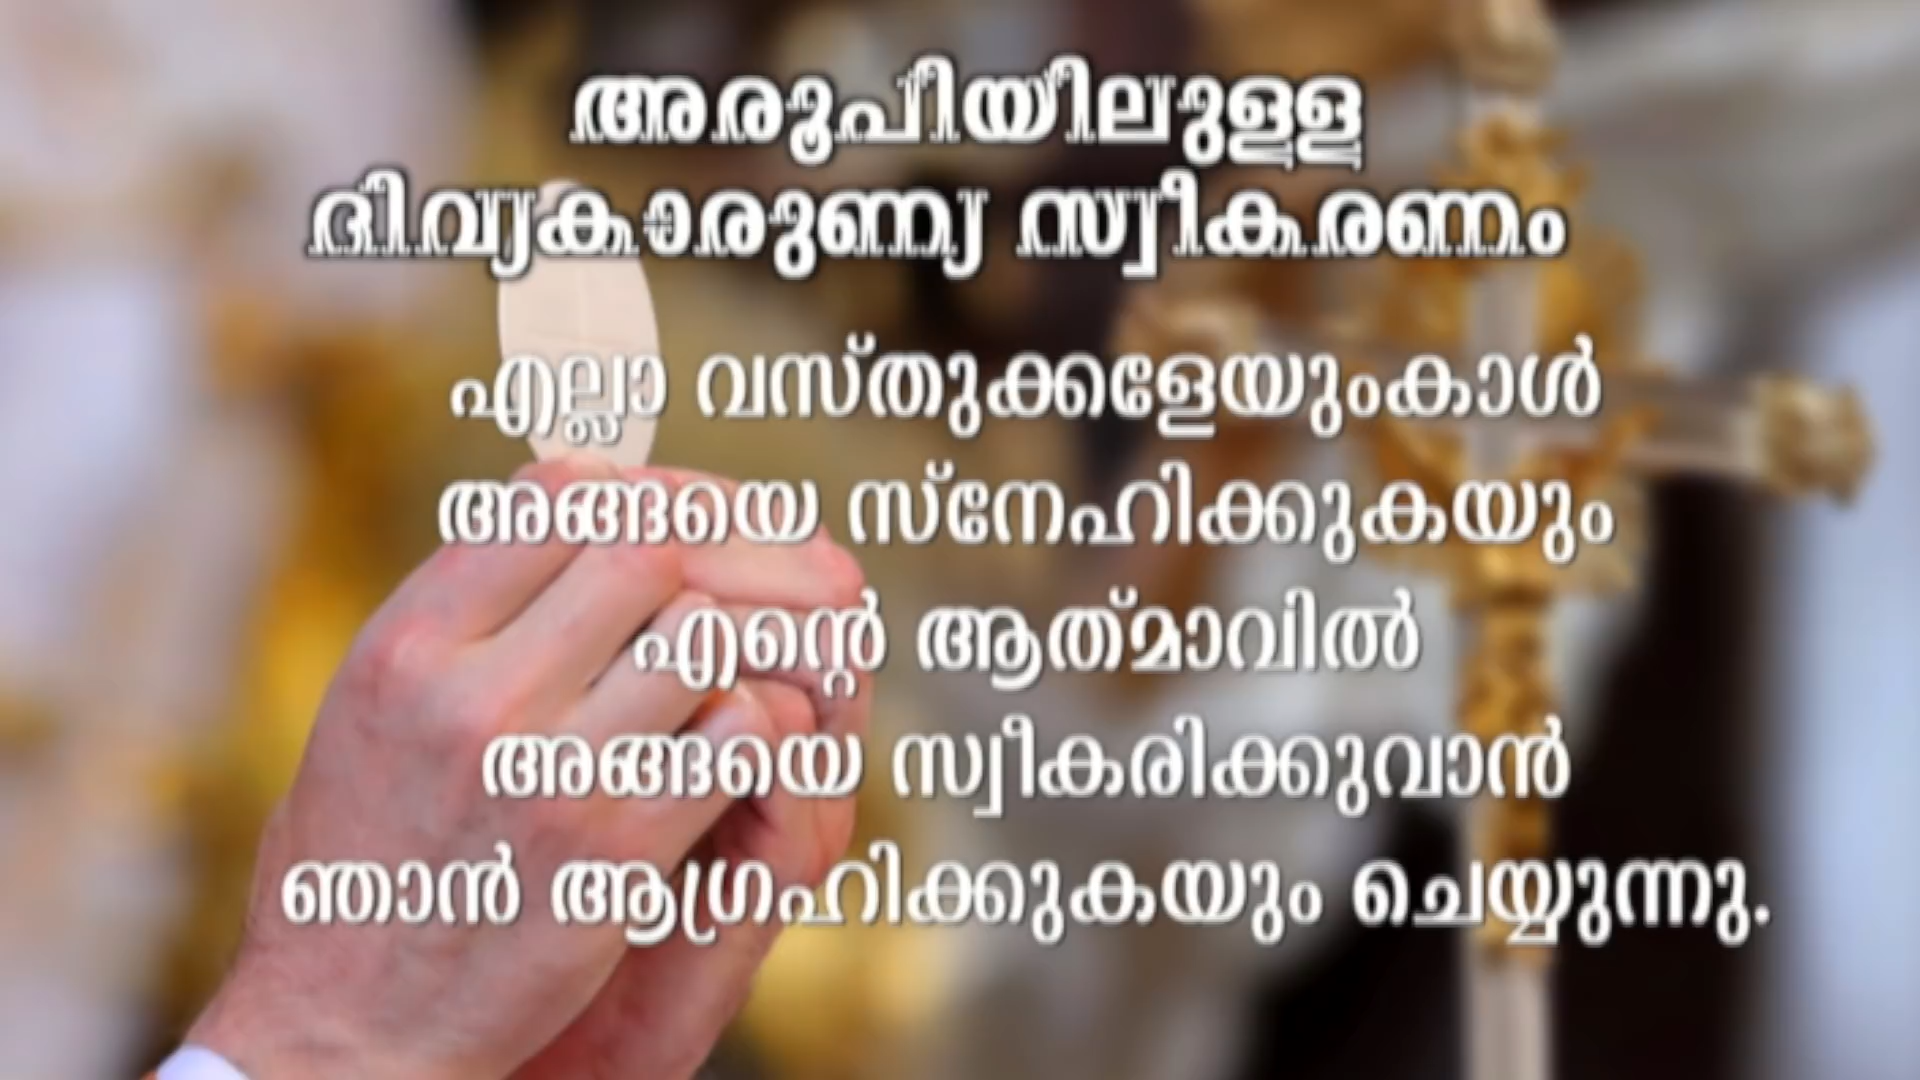 അരൂപിയിലുള്ള
ദിവ്യകാരുണ്യ സ്വീകരണം
എല്ലാ വസ്തുക്കളേയുംകാൾ
അങ്ങയെ സ്നേഹിക്കുകയും
എന്റെ ആത്മാവിൽ
അങ്ങയെ സ്വീകരിക്കുവാൻ
ഞാൻ ആഗ്രഹിക്കുകയും ചെയ്യുന്നു.